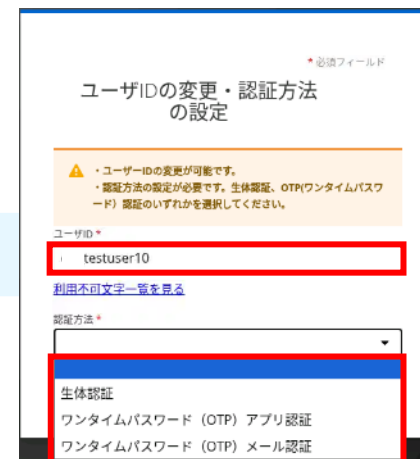 *必須フィールド
ユーザIDの変更・認証方法
の設定
・ユーザーIDの変更が可能です。
・認証方法の設定が必要です。生体認証、OTP(ワンタイムパスワ
ード）認証のいずれかを選択してください。
ユーザID *
testuser10
利用不可文字一覧を見る
認証方法 *
生体認証
ワンタイムパスワード（OTP）アプリ認証
ワンタイムパスワード（OTP）メール認証